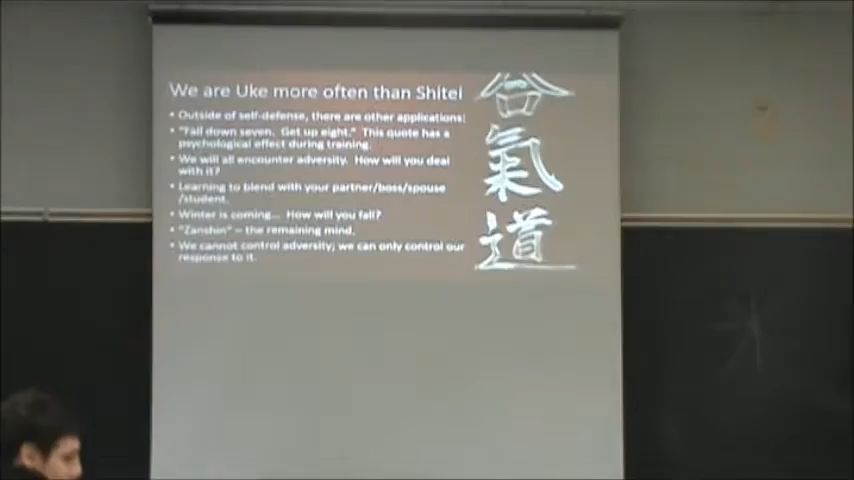 We are Uke more often than Shitei
• Outside of self-defense, there are other applications:
• "Fall down seven. Get up eight." This quote has a
psychological effect during training.
• We will all encounter adversity. How will you deal
with it?
• Learning to blend with your partner/boss/spouse
/student.
• Winter is coming... How will you fall?
• "Zanshin" – the remaining mind.
• We cannot control adversity; we can only control our
response to it.
合
氣
道